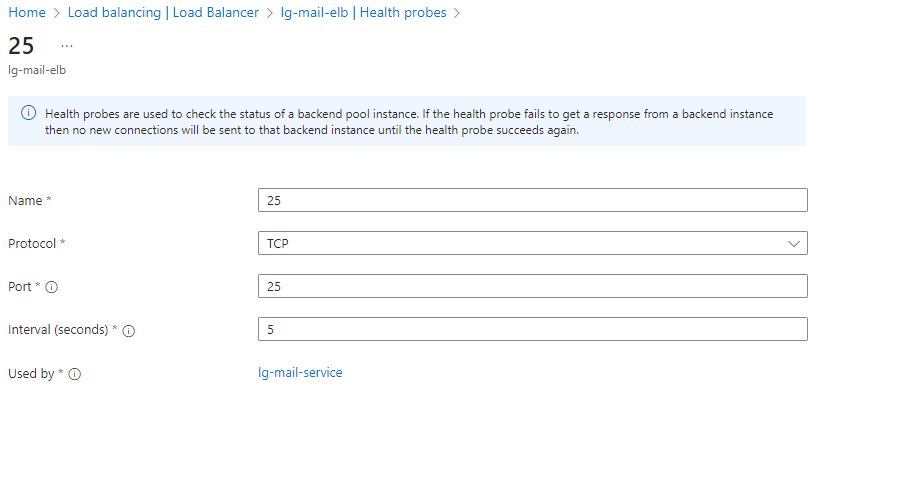 Home > Load balancing | Load Balancer > lg-mail-elb | Health probes >
25 ...
lg-mail-elb
Health probes are used to check the status of a backend pool instance. If the health probe fails to get a response from a backend instance
then no new connections will be sent to that backend instance until the health probe succeeds again.
Name * 25
Protocol * TCP
Port * 25
Interval (seconds) * 5
Used by * lg-mail-service